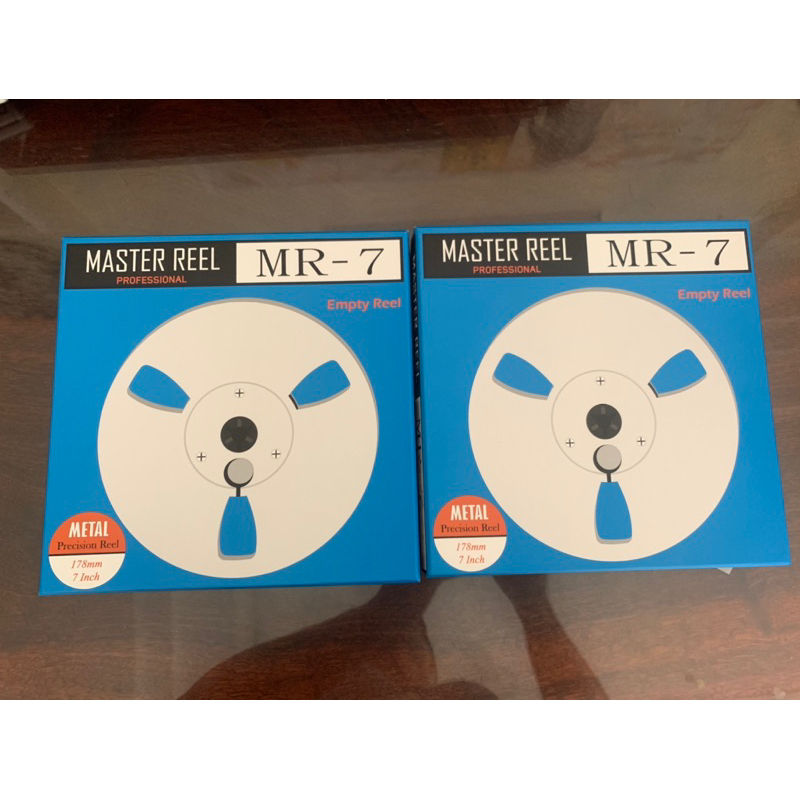 MASTER REEL
PROFESSIONAL
MR-7
Empty Reel
METAL
Precision Reel
178mm
7 Inch
MASTER REEL
PROFESSIONAL
MR-7
Empty Reel
METAL
Precision Reel
178mm
7 Inch